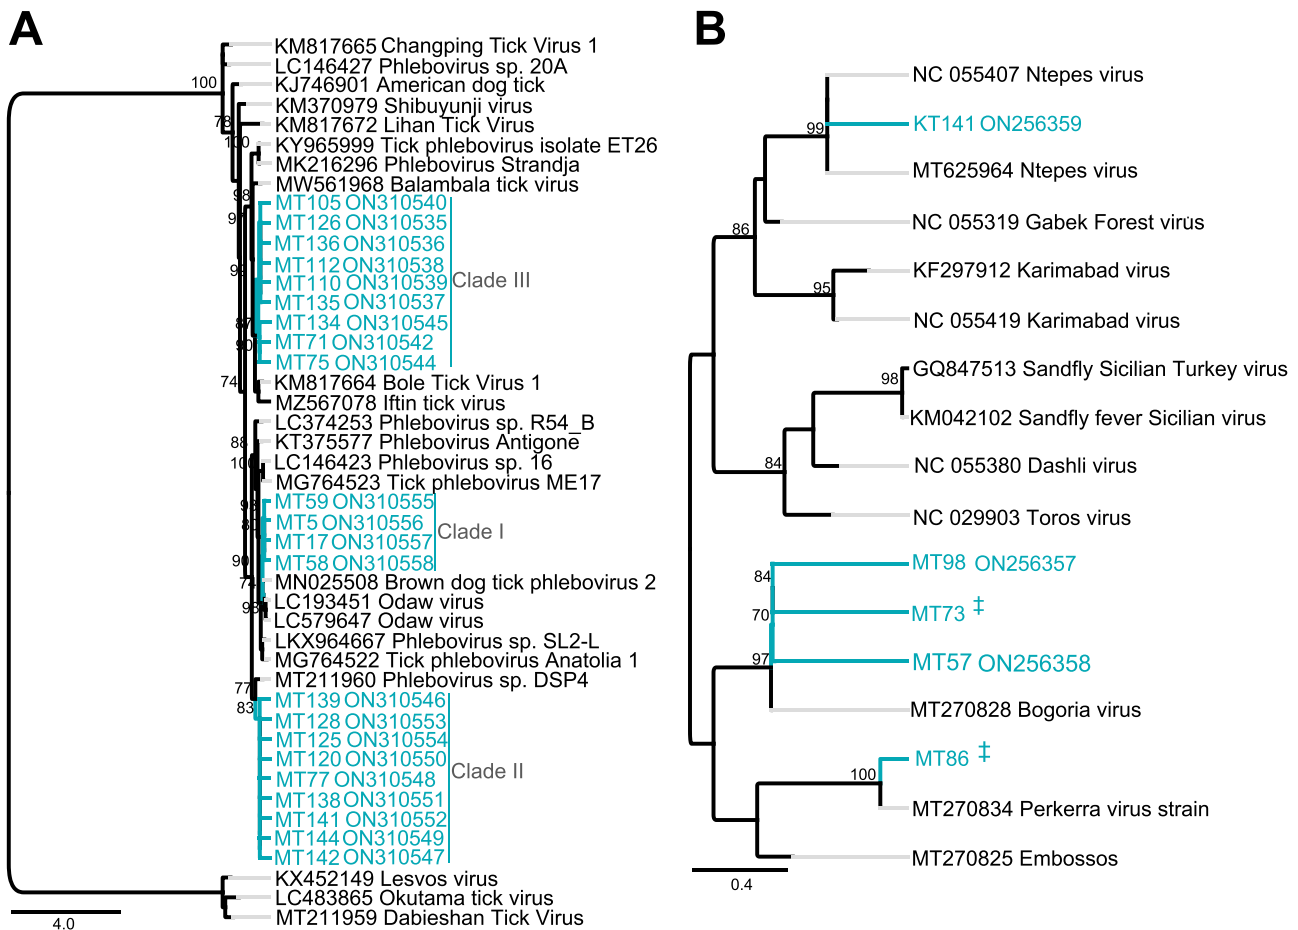 A
100
78
100
98
97
99
87
90
74
88
100
90
74
98
77
83
KM817665 Changping Tick Virus 1
LC146427 Phlebovirus sp. 20A
KJ746901 American dog tick
KM370979 Shibuyunji virus
KM817672 Lihan Tick Virus
KY965999 Tick phlebovirus isolate ET26
MK216296 Phlebovirus Strandja
MW561968 Balambala tick virus
MT105 ON310540
MT126 ON310535
MT136 ON310536
MT112 ON310538
MT110 ON310539
MT135 ON310537
MT134 ON310545
MT71 ON310542
MT75 ON310544
Clade III
KM817664 Bole Tick Virus 1
MZ567078 Iftin tick virus
LC374253 Phlebovirus sp. R54_B
KT375577 Phlebovirus Antigone
LC146423 Phlebovirus sp. 16
MG764523 Tick phlebovirus ME17
MT59 ON310555
MT5 ON310556
MT17 ON310557
MT58 ON310558
Clade I
MN025508 Brown dog tick phlebovirus 2
LC193451 Odaw virus
LC579647 Odaw virus
LKX964667 Phlebovirus sp. SL2-L
MG764522 Tick phlebovirus Anatolia 1
MT211960 Phlebovirus sp. DSP4
MT139 ON310546
MT128 ON310553
MT125 ON310554
MT120 ON310550
MT77 ON310548
MT138 ON310551
MT141 ON310552
MT144 ON310549
MT142 ON310547
Clade II
KX452149 Lesvos virus
LC483865 Okutama tick virus
MT211959 Dabieshan Tick Virus
4.0
B
NC 055407 Ntepes virus
99
KT141 ON256359
MT625964 Ntepes virus
86
NC 055319 Gabek Forest virus
KF297912 Karimabad virus
95
NC 055419 Karimabad virus
GQ847513 Sandfly Sicilian Turkey virus
98
KM042102 Sandfly fever Sicilian virus
84
NC 055380 Dashli virus
NC 029903 Toros virus
MT98 ON256357
84
MT73 ‡
70
97
MT57 ON256358
MT270828 Bogoria virus
MT86 ‡
100
MT270834 Perkerra virus strain
MT270825 Embossos
0.4